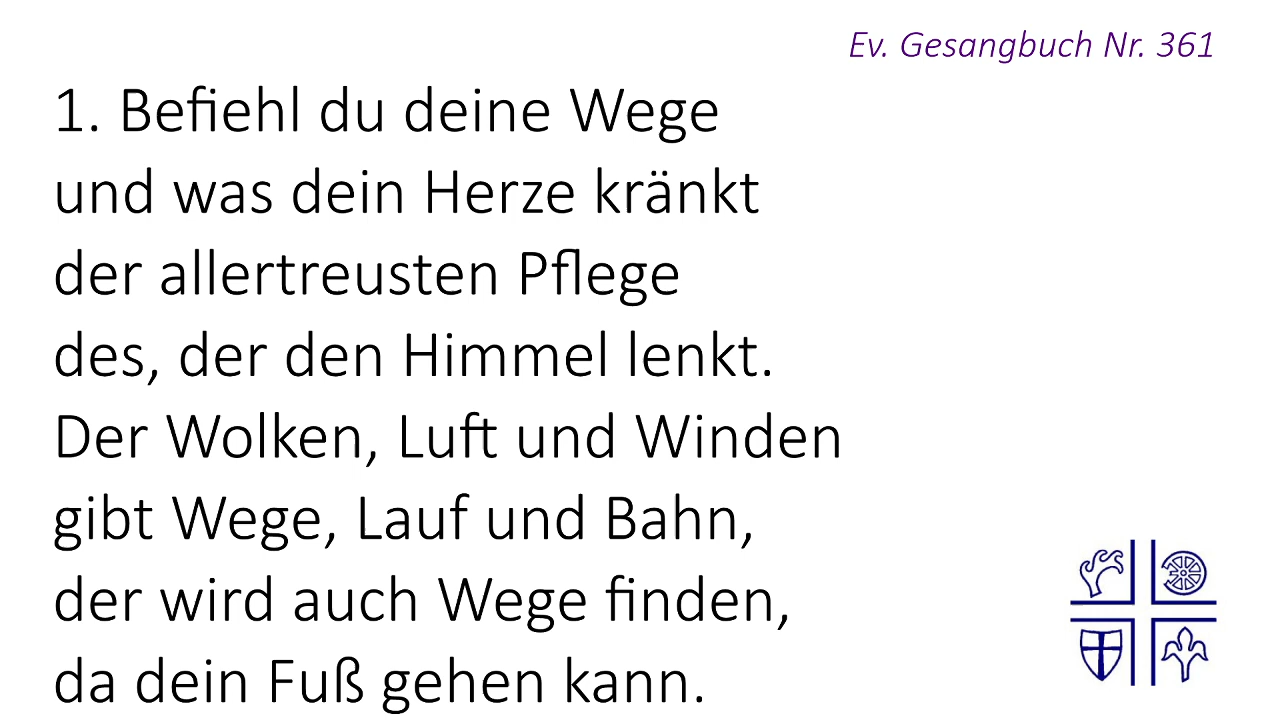 Ev. Gesangbuch Nr. 361
1. Befiehl du deine Wege
und was dein Herze kränkt
der allertreusten Pflege
des, der den Himmel lenkt.
Der Wolken, Luft und Winden
gibt Wege, Lauf und Bahn,
der wird auch Wege finden,
da dein Fuß gehen kann.